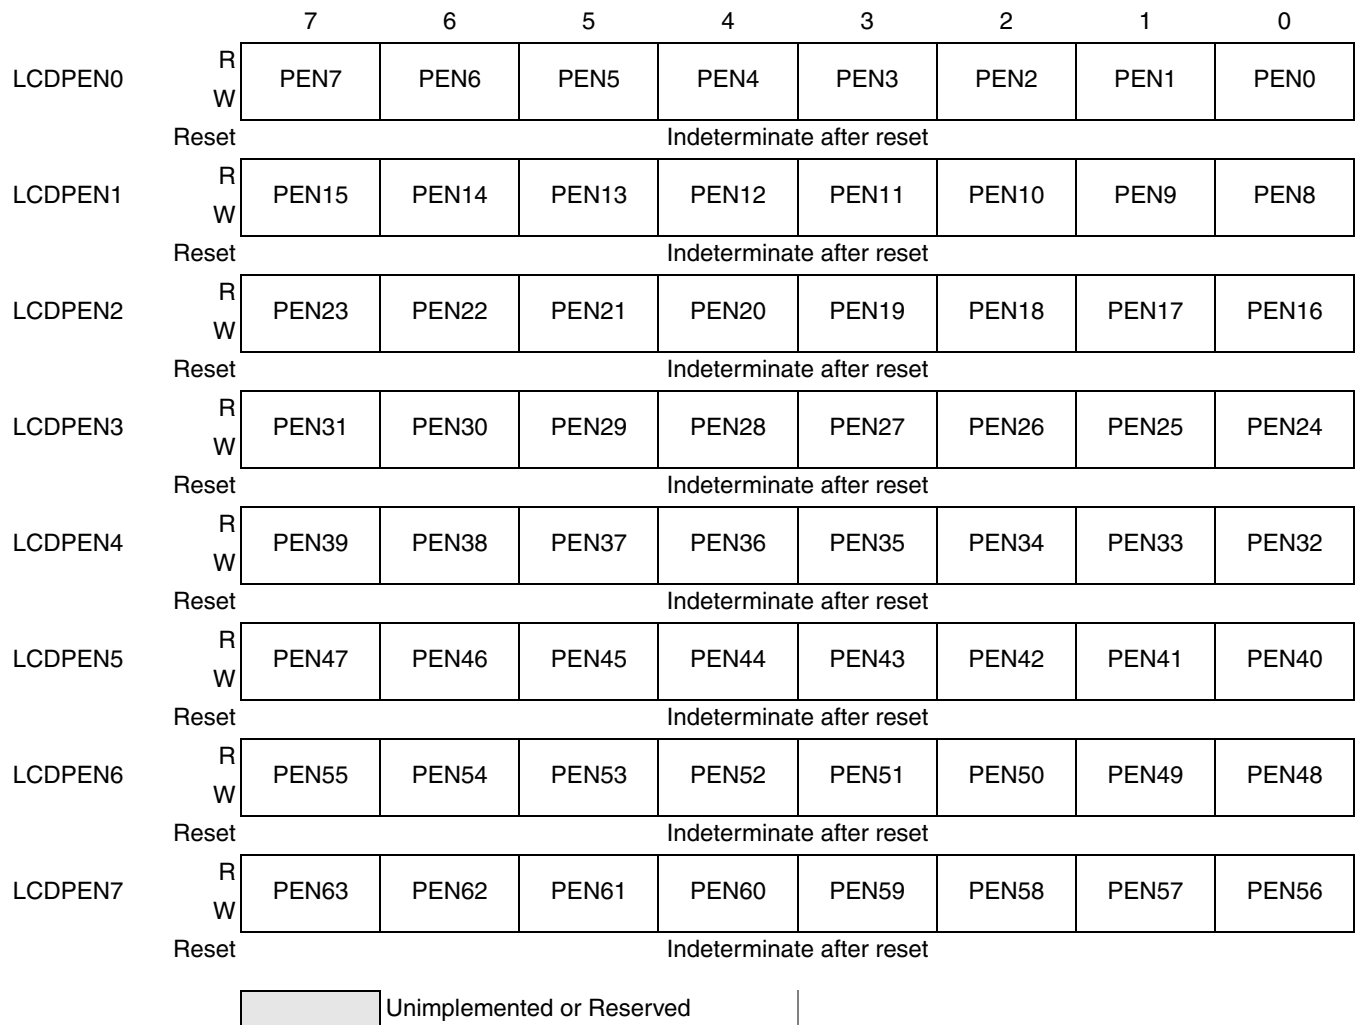 7 6 5 4 3 2 1 0
R
LCDPEN0 PEN7 PEN6 PEN5 PEN4 PEN3 PEN2 PEN1 PEN0
W
Reset Indeterminate after reset
R
LCDPEN1 PEN15 PEN14 PEN13 PEN12 PEN11 PEN10 PEN9 PEN8
W
Reset Indeterminate after reset
R
LCDPEN2 PEN23 PEN22 PEN21 PEN20 PEN19 PEN18 PEN17 PEN16
W
Reset Indeterminate after reset
R
LCDPEN3 PEN31 PEN30 PEN29 PEN28 PEN27 PEN26 PEN25 PEN24
W
Reset Indeterminate after reset
R
LCDPEN4 PEN39 PEN38 PEN37 PEN36 PEN35 PEN34 PEN33 PEN32
W
Reset Indeterminate after reset
R
LCDPEN5 PEN47 PEN46 PEN45 PEN44 PEN43 PEN42 PEN41 PEN40
W
Reset Indeterminate after reset
R
LCDPEN6 PEN55 PEN54 PEN53 PEN52 PEN51 PEN50 PEN49 PEN48
W
Reset Indeterminate after reset
R
LCDPEN7 PEN63 PEN62 PEN61 PEN60 PEN59 PEN58 PEN57 PEN56
W
Reset Indeterminate after reset
Unimplemented or Reserved